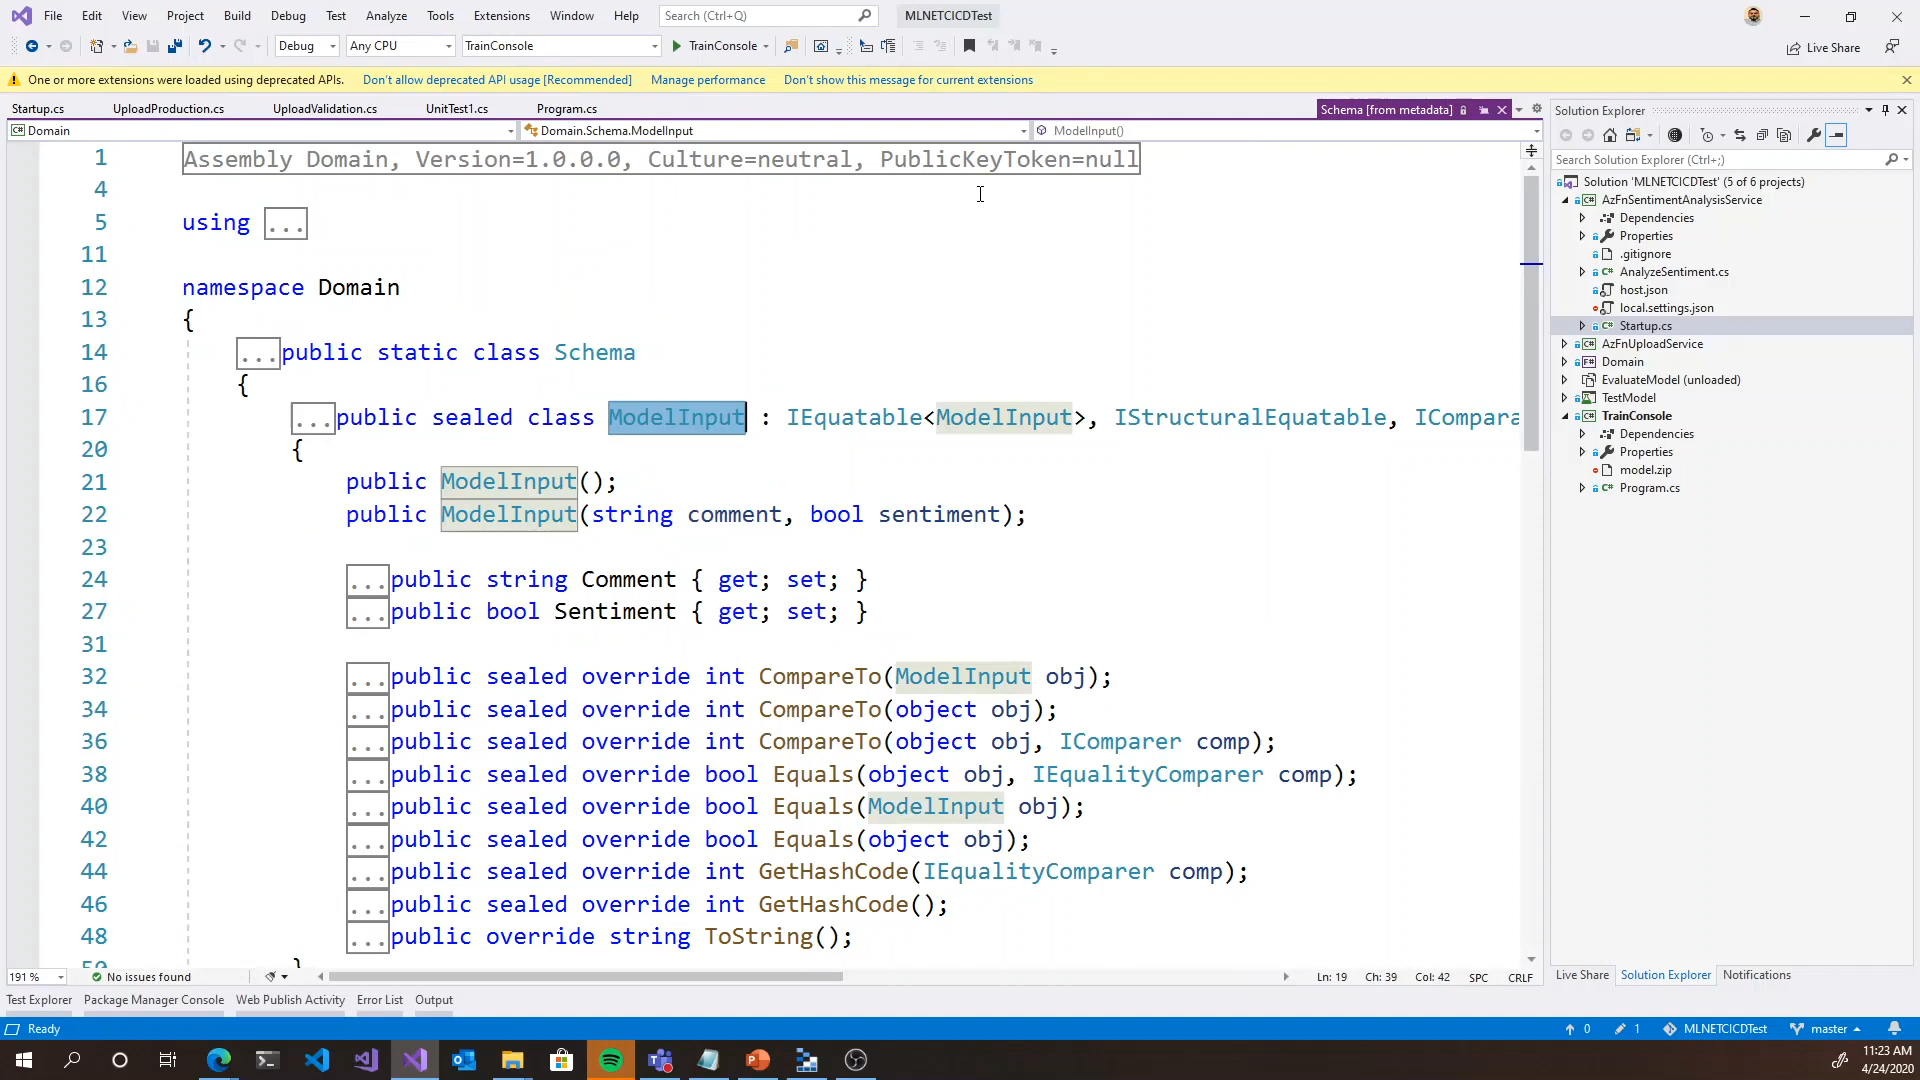 File Edit View Project Build Debug Test Analyze Tools Extensions Window Help Search (Ctrl+Q) MLNETCICDTest
Debug Any CPU TrainConsole TrainConsole Live Share
One or more extensions were loaded using deprecated APIs. Don't allow deprecated API usage [Recommended] Manage performance Don't show this message for current extensions
Startup.cs UploadProduction.cs UploadValidation.cs UnitTest1.cs Program.cs Schema [from metadata]
Domain Domain.Schema.ModelInput ModelInput()
1 Assembly Domain, Version=1.0.0.0, Culture=neutral, PublicKeyToken=null
4
5 using ...
11
12 namespace Domain
13 {
14 ...public static class Schema
16 {
17 ...public sealed class ModelInput : IEquatable<ModelInput>, IStructuralEquatable, ICompara
20 {
21 public ModelInput();
22 public ModelInput(string comment, bool sentiment);
23
24 ...public string Comment { get; set; }
27 ...public bool Sentiment { get; set; }
31
32 ...public sealed override int CompareTo(ModelInput obj);
34 ...public sealed override int CompareTo(object obj);
36 ...public sealed override int CompareTo(object obj, IComparer comp);
38 ...public sealed override bool Equals(object obj, IEqualityComparer comp);
40 ...public sealed override bool Equals(ModelInput obj);
42 ...public sealed override bool Equals(object obj);
44 ...public sealed override int GetHashCode(IEqualityComparer comp);
46 ...public sealed override int GetHashCode();
48 ...public override string ToString();
50 }
191 % No issues found Ln: 19 Ch: 39 Col: 42 SPC CRLF
Solution Explorer
Search Solution Explorer (Ctrl+;)
Solution 'MLNETCICDTest' (5 of 6 projects)
AzFnSentimentAnalysisService
Dependencies
Properties
.gitignore
C# AnalyzeSentiment.cs
host.json
local.settings.json
C# Startup.cs
AzFnUploadService
Domain
EvaluateModel (unloaded)
TestModel
TrainConsole
Dependencies
Properties
model.zip
C# Program.cs
Live Share Solution Explorer Notifications
Test Explorer Package Manager Console Web Publish Activity Error List Output
Ready 0 1 MLNETCICDTest master
11:23 AM
4/24/2020